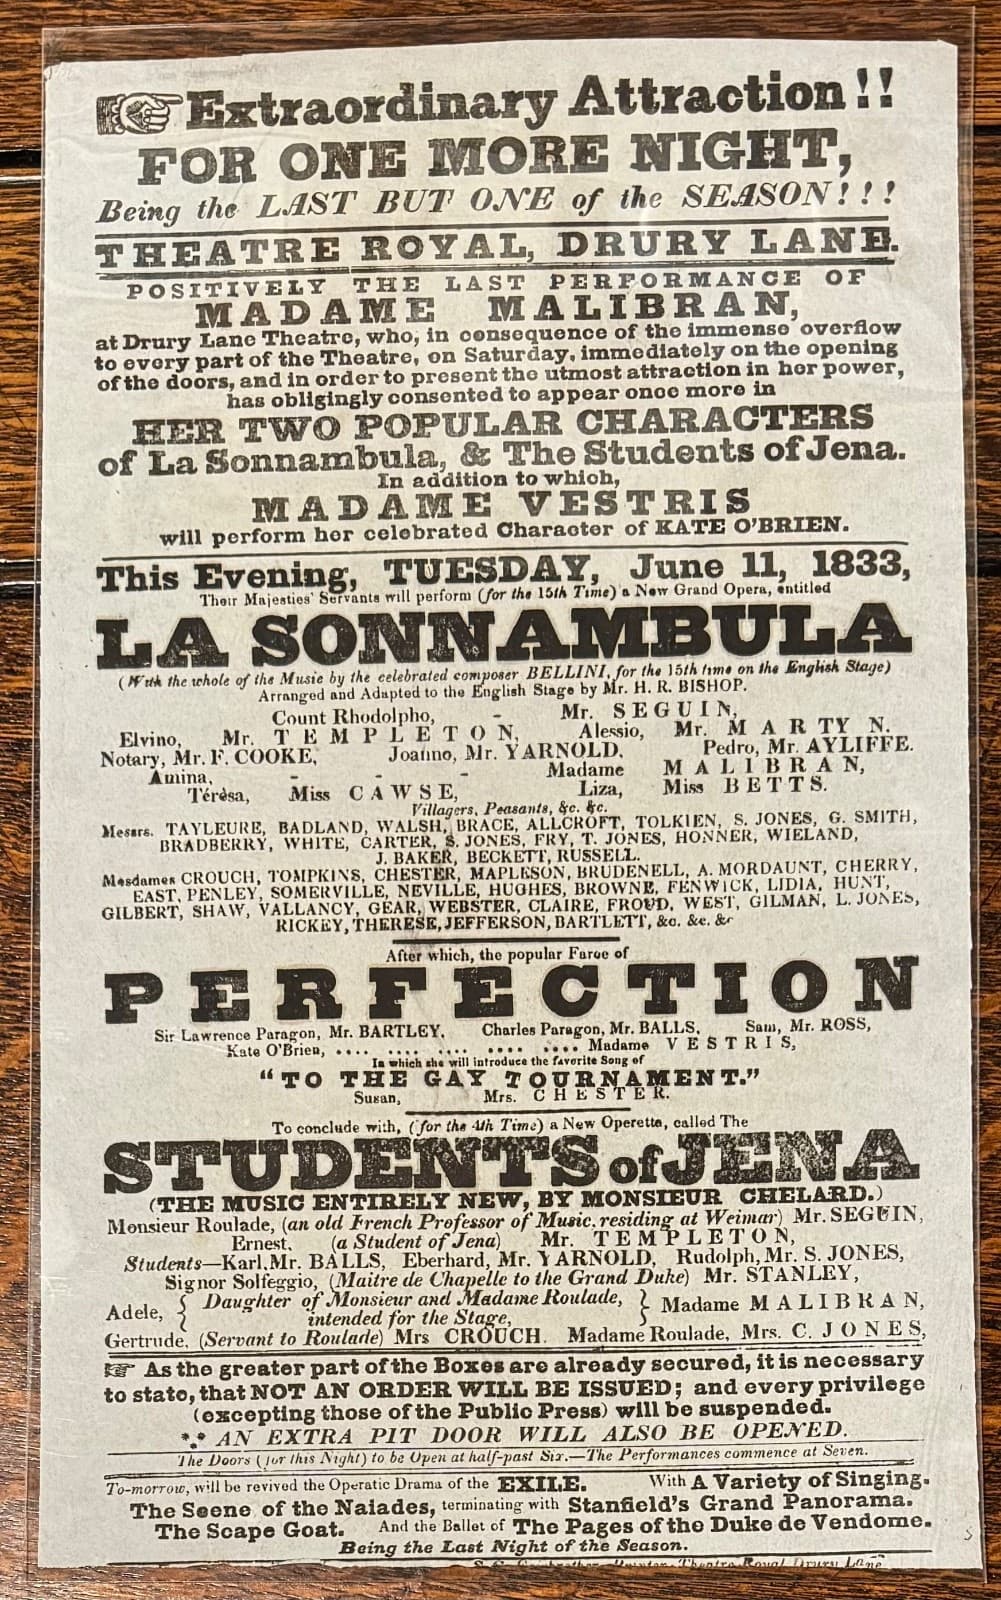 ☞ Extraordinary Attraction!!
FOR ONE MORE NIGHT,
Being the LAST BUT ONE of the SEASON!!!
THEATRE ROYAL, DRURY LANE.
POSITIVELY THE LAST PERFORMANCE OF
MADAME MALIBRAN,
at Drury Lane Theatre, who, in consequence of the immense overflow
to every part of the Theatre, on Saturday, immediately on the opening
of the doors, and in order to present the utmost attraction in her power,
has obligingly consented to appear once more in
HER TWO POPULAR CHARACTERS
of La Sonnambula, & The Students of Jena.
In addition to which,
MADAME VESTRIS
will perform her celebrated Character of KATE O'BRIEN.
This Evening, TUESDAY, June 11, 1833,
Their Majesties' Servants will perform (for the 15th Time) a New Grand Opera, entitled
LA SONNAMBULA
(With the whole of the Music by the celebrated composer BELLINI, for the 15th time on the English Stage)
Arranged and Adapted to the English Stage by Mr. H. R. BISHOP.
Count Rhodolpho, - Mr. SEGUIN,
Elvino, Mr. TEMPLETON, Alessio, Mr. MARTYN.
Notary, Mr. F. COOKE, Joanno, Mr. YARNOLD, Pedro, Mr. AYLIFFE.
Amina, - - - Madame MALIBRAN,
Térèsa, Miss CAWSE, Liza, Miss BETTS.
Villagers, Peasants, &c. &c.
Messrs. TAYLEURE, BADLAND, WALSH, BRACE, ALLCROFT, TOLKIEN, S. JONES, G. SMITH,
BRADBERRY, WHITE, CARTER, S. JONES, FRY, T. JONES, HONNER, WIELAND,
J. BAKER, BECKETT, RUSSELL.
Mesdames CROUCH, TOMPKINS, CHESTER, MAPLESON, BRUDENELL, A. MORDAUNT, CHERRY,
EAST, PENLEY, SOMERVILLE, NEVILLE, HUGHES, BROWNE, FENWICK, LIDIA, HUNT,
GILBERT, SHAW, VALLANCY, GEAR, WEBSTER, CLAIRE, FROUD, WEST, GILMAN, L. JONES,
RICKEY, THERESE, JEFFERSON, BARTLETT, &c. &c. &c
After which, the popular Farce of
PERFECTION
Sir Lawrence Paragon, Mr. BARTLEY, Charles Paragon, Mr. BALLS, Sam, Mr. ROSS,
Kate O'Brien, .... .... .... .... .... Madame VESTRIS,
In which she will introduce the favorite Song of
"TO THE GAY TOURNAMENT."
Susan, Mrs. CHESTER.
To conclude with, (for the 4th Time) a New Operetta, called The
STUDENTS of JENA
(THE MUSIC ENTIRELY NEW, BY MONSIEUR CHELARD.)
Monsieur Roulade, (an old French Professor of Music, residing at Weimar) Mr. SEGUIN,
Ernest, (a Student of Jena) Mr. TEMPLETON,
Students—Karl, Mr. BALLS, Eberhard, Mr. YARNOLD, Rudolph, Mr. S. JONES,
Signor Solfeggio, (Maitre de Chapelle to the Grand Duke) Mr. STANLEY,
Adele, { Daughter of Monsieur and Madame Roulade, intended for the Stage, } Madame MALIBRAN,
Gertrude, (Servant to Roulade) Mrs CROUCH. Madame Roulade, Mrs. C. JONES,
☞ As the greater part of the Boxes are already secured, it is necessary
to state, that NOT AN ORDER WILL BE ISSUED; and every privilege
(excepting those of the Public Press) will be suspended.
*⁎* AN EXTRA PIT DOOR WILL ALSO BE OPENED.
The Doors (for this Night) to be Open at half-past Six.—The Performances commence at Seven.
To-morrow, will be revived the Operatic Drama of the EXILE. With A Variety of Singing.
The Scene of the Naiades, terminating with Stanfield's Grand Panorama.
The Scape Goat. And the Ballet of The Pages of the Duke de Vendome.
Being the Last Night of the Season.
Theatre Royal Drury Lane